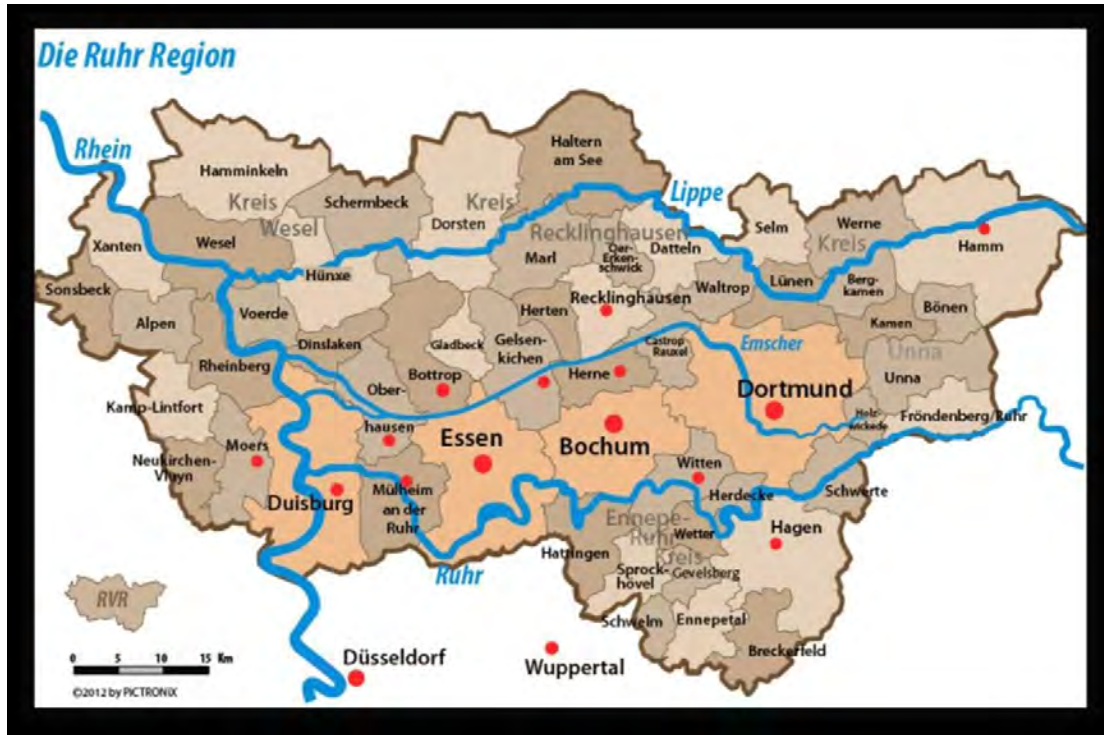 Die Ruhr Region
Rhein
Haltern
am See
Hamminkeln
Kreis
Wesel
Schermbeck
Kreis
Recklinghausen
Dorsten
Lippe
Selm
Werne
Kreis
Unna
Hamm
Xanten
Wesel
Marl
Oer-
Erken-
schwick
Datteln
Hünxe
Waltrop
Lünen
Berg-
kamen
Bönen
Sonsbeck
Alpen
Voerde
Herten
Recklinghausen
Kamen
Dinslaken
Gladbeck
Gelsen-
kichen
Castrop
Rauxel
Emscher
Unna
Rheinberg
Bottrop
Herne
Dortmund
Ober-
hausen
Kamp-Lintfort
Holz-
wickede
Fröndenberg/Ruhr
Moers
Essen
Bochum
Neukirchen-
Vluyn
Witten
Duisburg
Mülheim
an der
Ruhr
Herdecke
Schwerte
Ennepe-
Ruhr
Kreis
Wetter
Hagen
Hattingen
Ruhr
Sprock-
hövel
Gevelsberg
RVR
Schwelm
Ennepetal
Breckerfeld
0 5 10 15 Km
Düsseldorf
Wuppertal
©2012 by PiCTRONiX